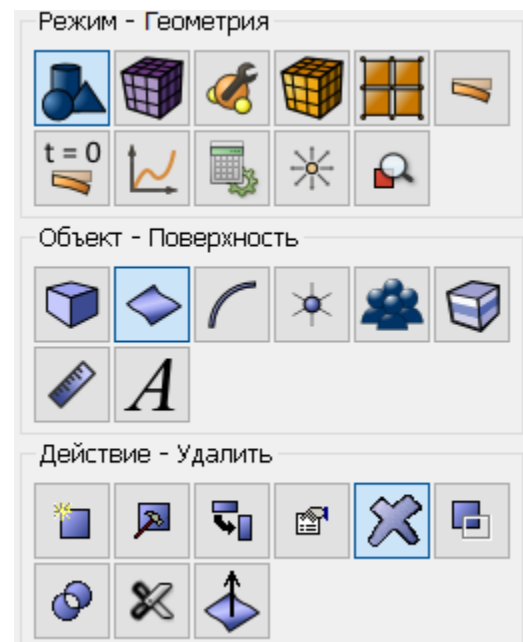 Режим - Геометрия
t = 0
Объект - Поверхность
A
Действие - Удалить